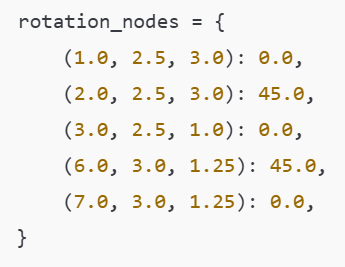 rotation_nodes = {
    (1.0, 2.5, 3.0): 0.0,
    (2.0, 2.5, 3.0): 45.0,
    (3.0, 2.5, 1.0): 0.0,
    (6.0, 3.0, 1.25): 45.0,
    (7.0, 3.0, 1.25): 0.0,
}